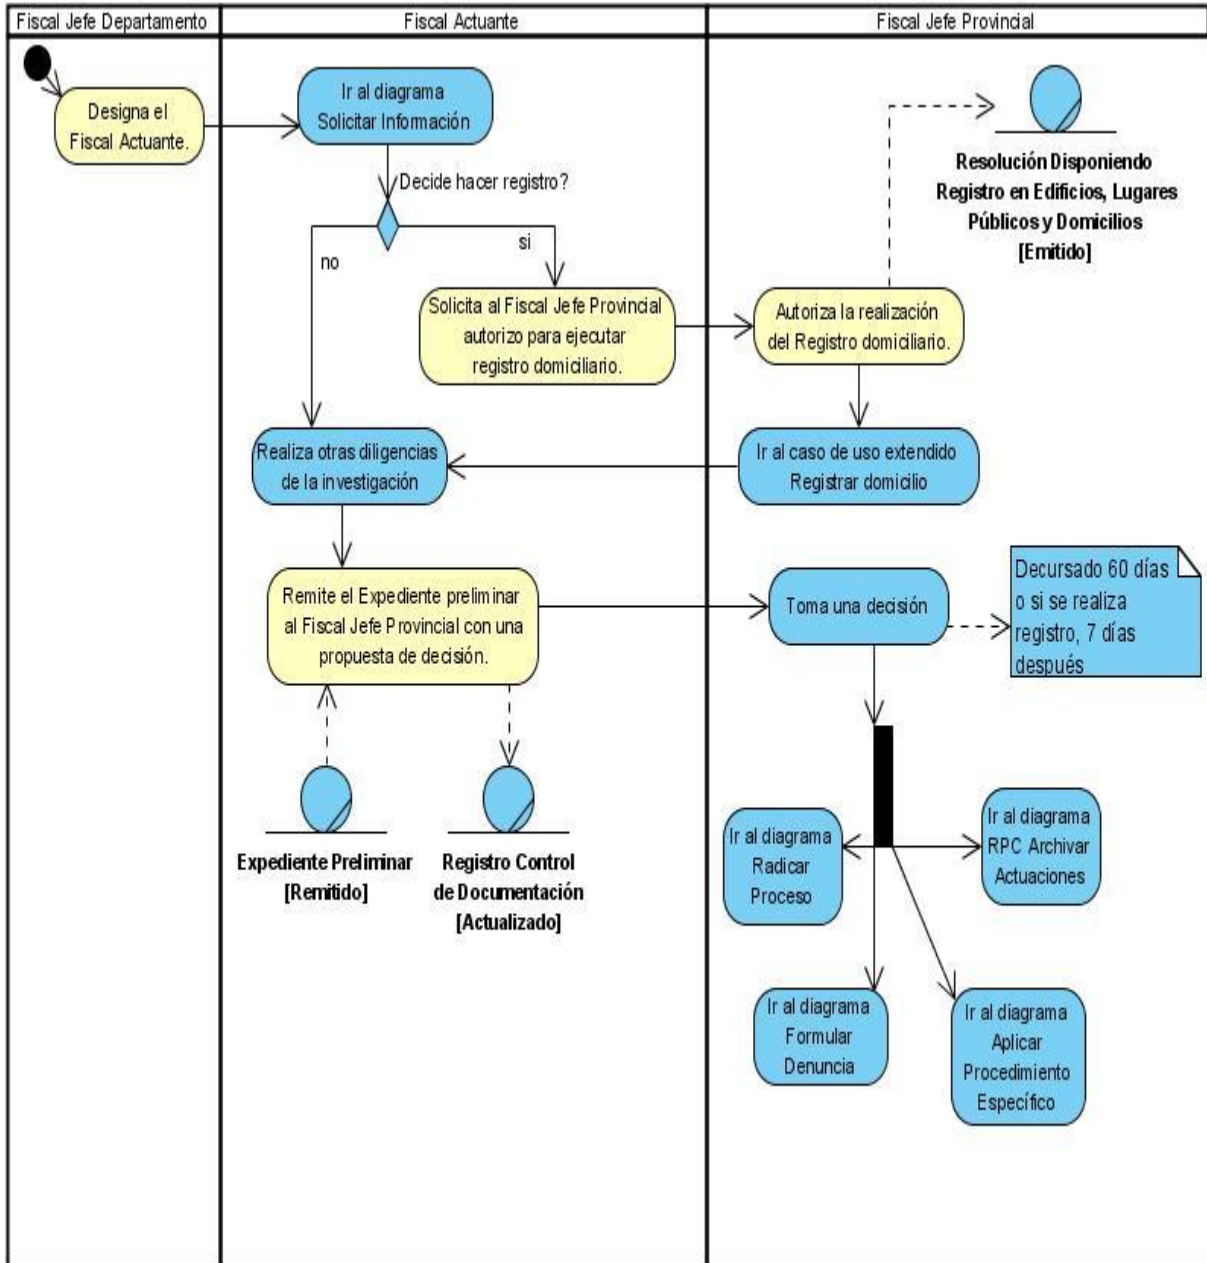 Fiscal Jefe Departamento
Fiscal Actuante
Fiscal Jefe Provincial
Designa el
Fiscal Actuante.
Ir al diagrama
Solicitar Información
Resolución Disponiendo
Registro en Edificios, Lugares
Públicos y Domicilios
[Emitido]
Decide hacer registro?
no
si
Solicita al Fiscal Jefe Provincial
autorizo para ejecutar
registro domiciliario.
Autoriza la realización
del Registro domiciliario.
Realiza otras diligencias
de la investigación
Ir al caso de uso extendido
Registrar domicilio
Remite el Expediente preliminar
al Fiscal Jefe Provincial con una
propuesta de decisión.
Toma una decisión
Decursado 60 días
o si se realiza
registro, 7 días
después
Expediente Preliminar
[Remitido]
Registro Control
de Documentación
[Actualizado]
Ir al diagrama
Radicar
Proceso
Ir al diagrama
RPC Archivar
Actuaciones
Ir al diagrama
Formular
Denuncia
Ir al diagrama
Aplicar
Procedimiento
Específico